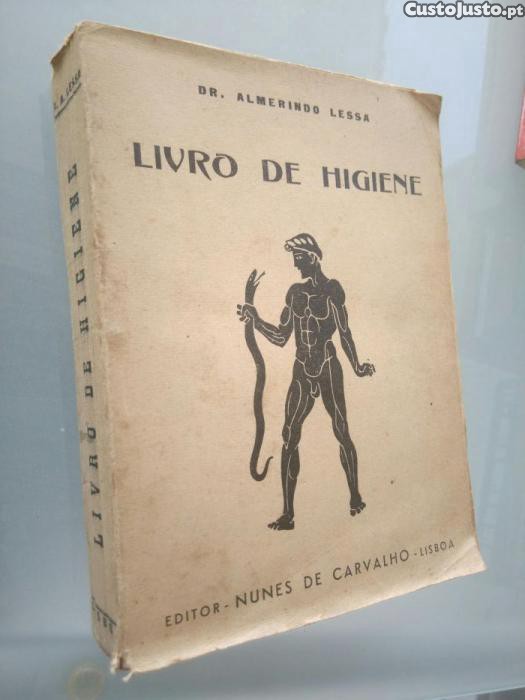 CustoJusto.pt
DR. ALMERINDO LESSA
LIVRO DE HIGIENE
EDITOR - NUNES DE CARVALHO - LISBOA
LIVRO DE HIGIENE